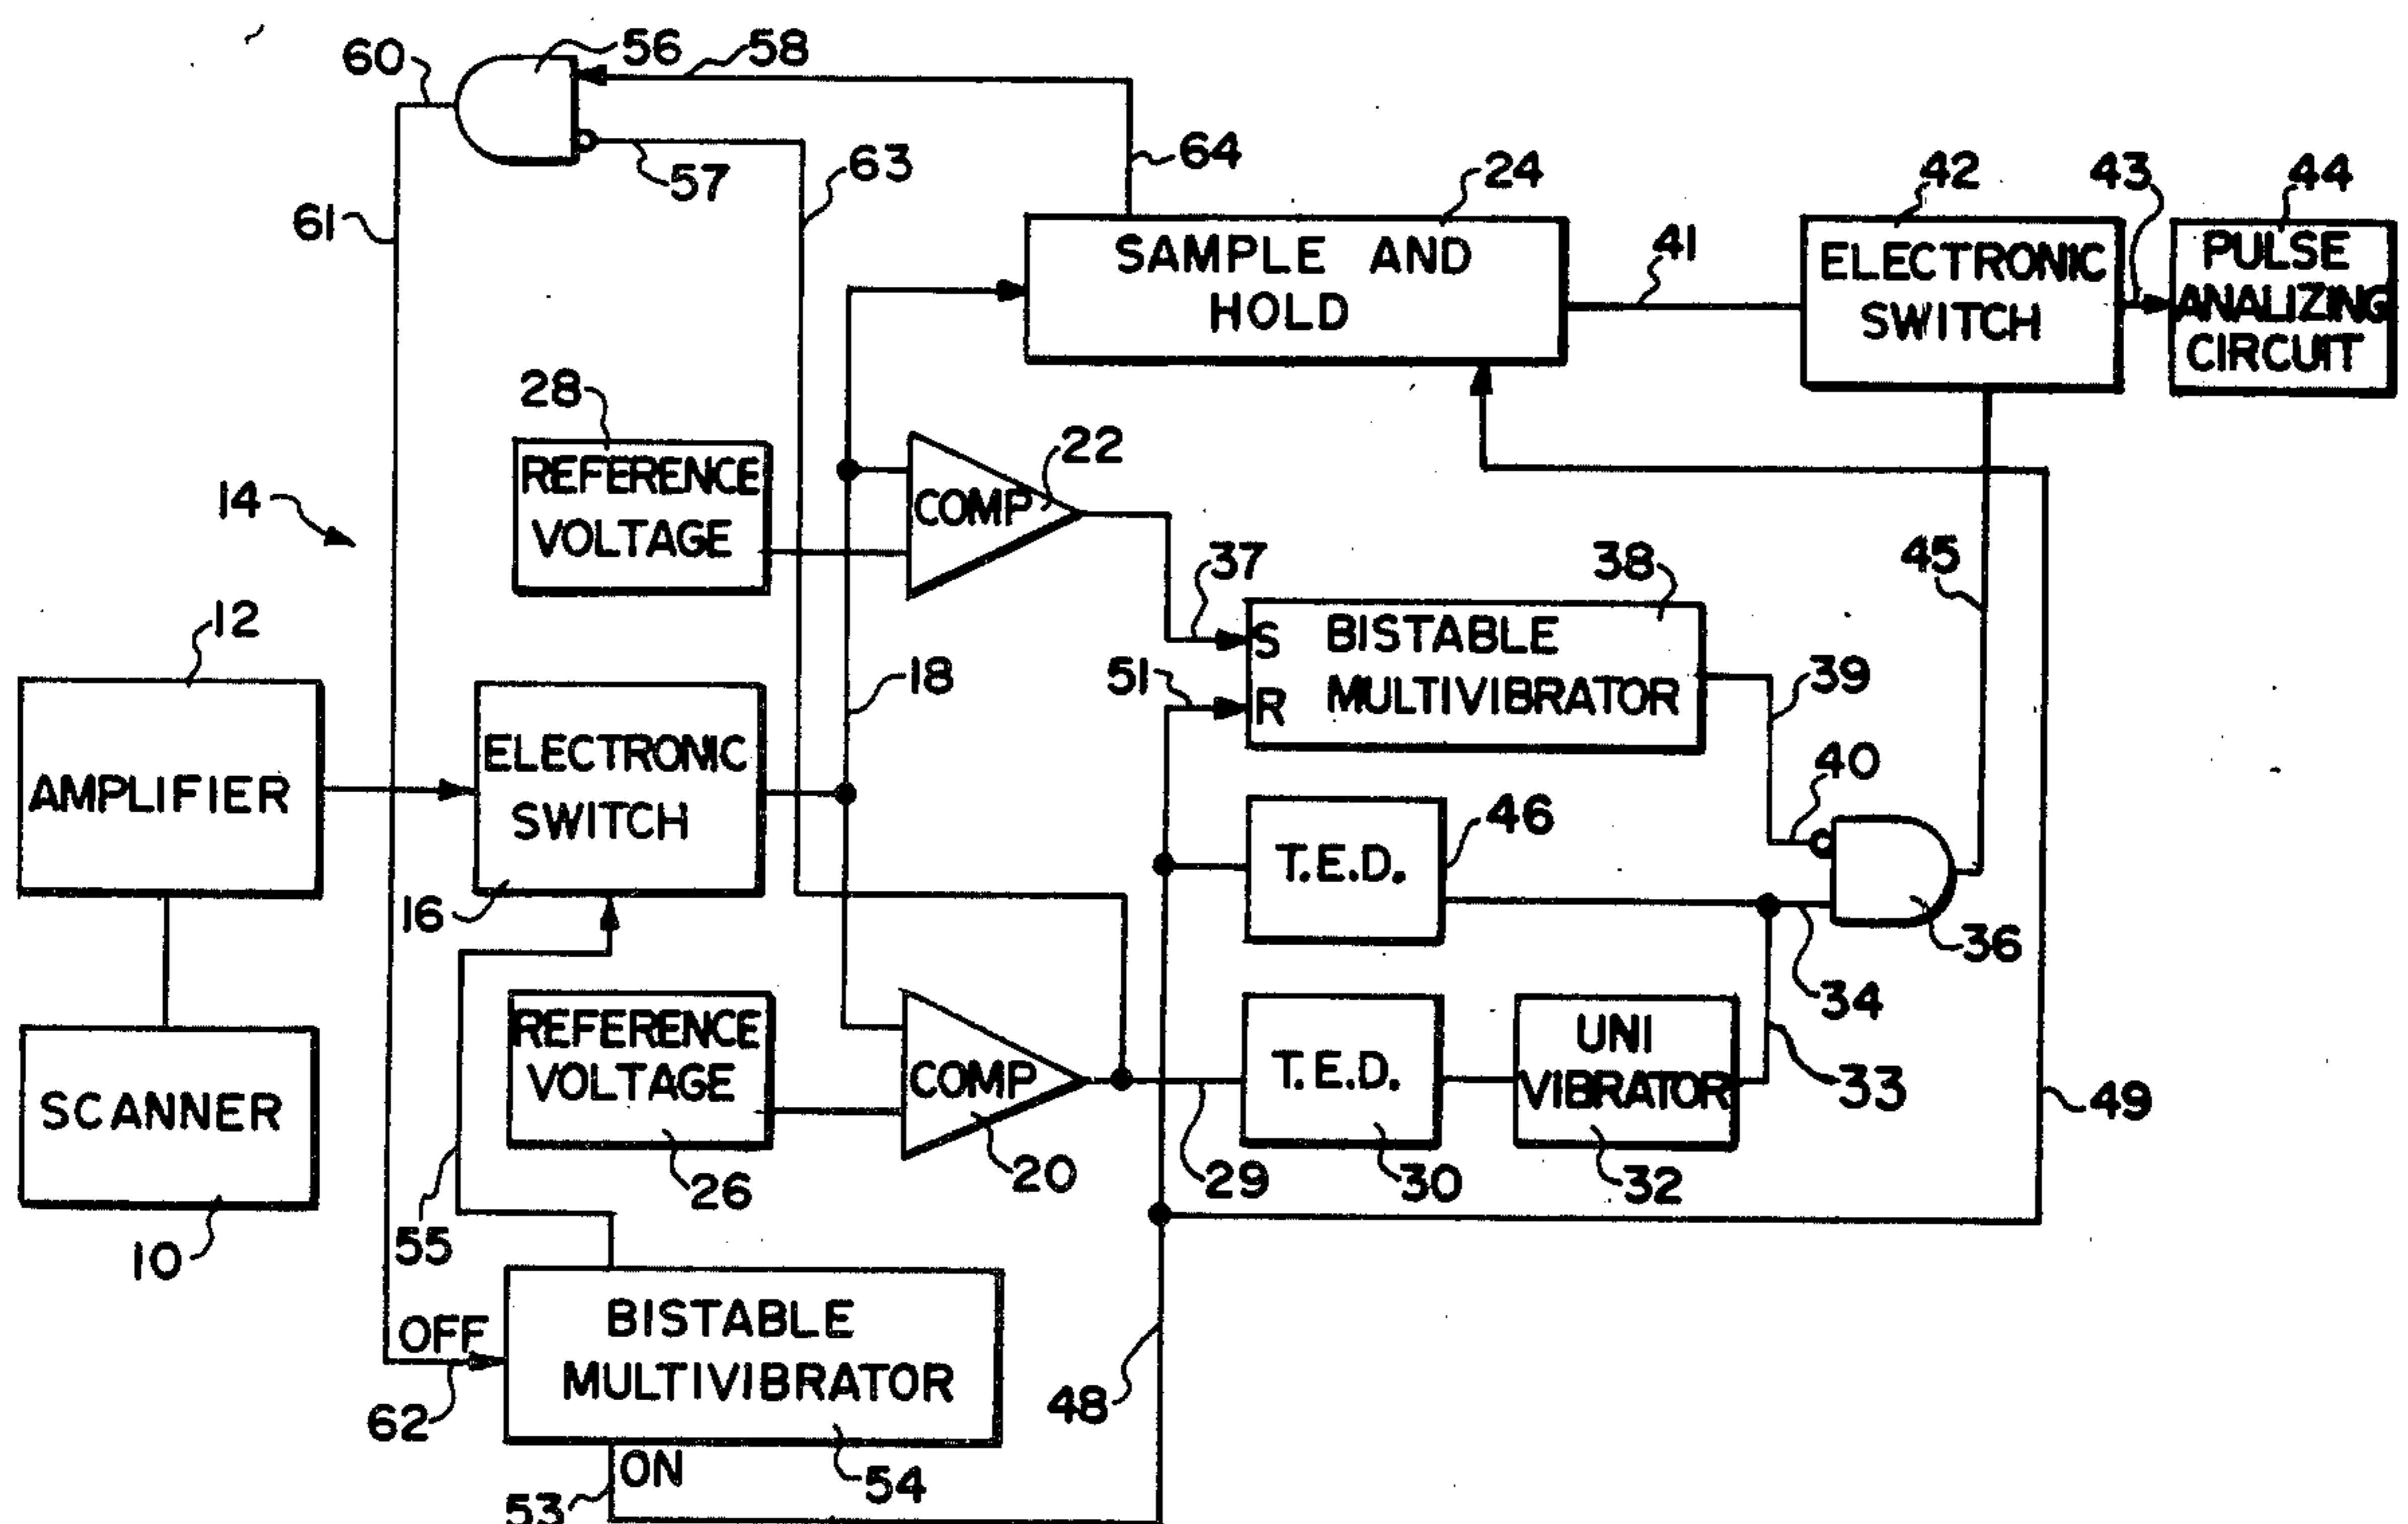 60
56
58
57
63
61
64
24
42
43
44
SAMPLE AND
HOLD
41
ELECTRONIC
SWITCH
PULSE
ANALIZING
CIRCUIT
28
REFERENCE
VOLTAGE
COMP
22
14
37
38
45
12
18
51
S
R
BISTABLE
MULTIVIBRATOR
39
40
AMPLIFIER
ELECTRONIC
SWITCH
16
T.E.D.
46
36
34
SCANNER
10
REFERENCE
VOLTAGE
26
COMP
20
29
T.E.D.
30
UNI
VIBRATOR
32
33
49
55
OFF
62
BISTABLE
MULTIVIBRATOR
48
ON
53
54